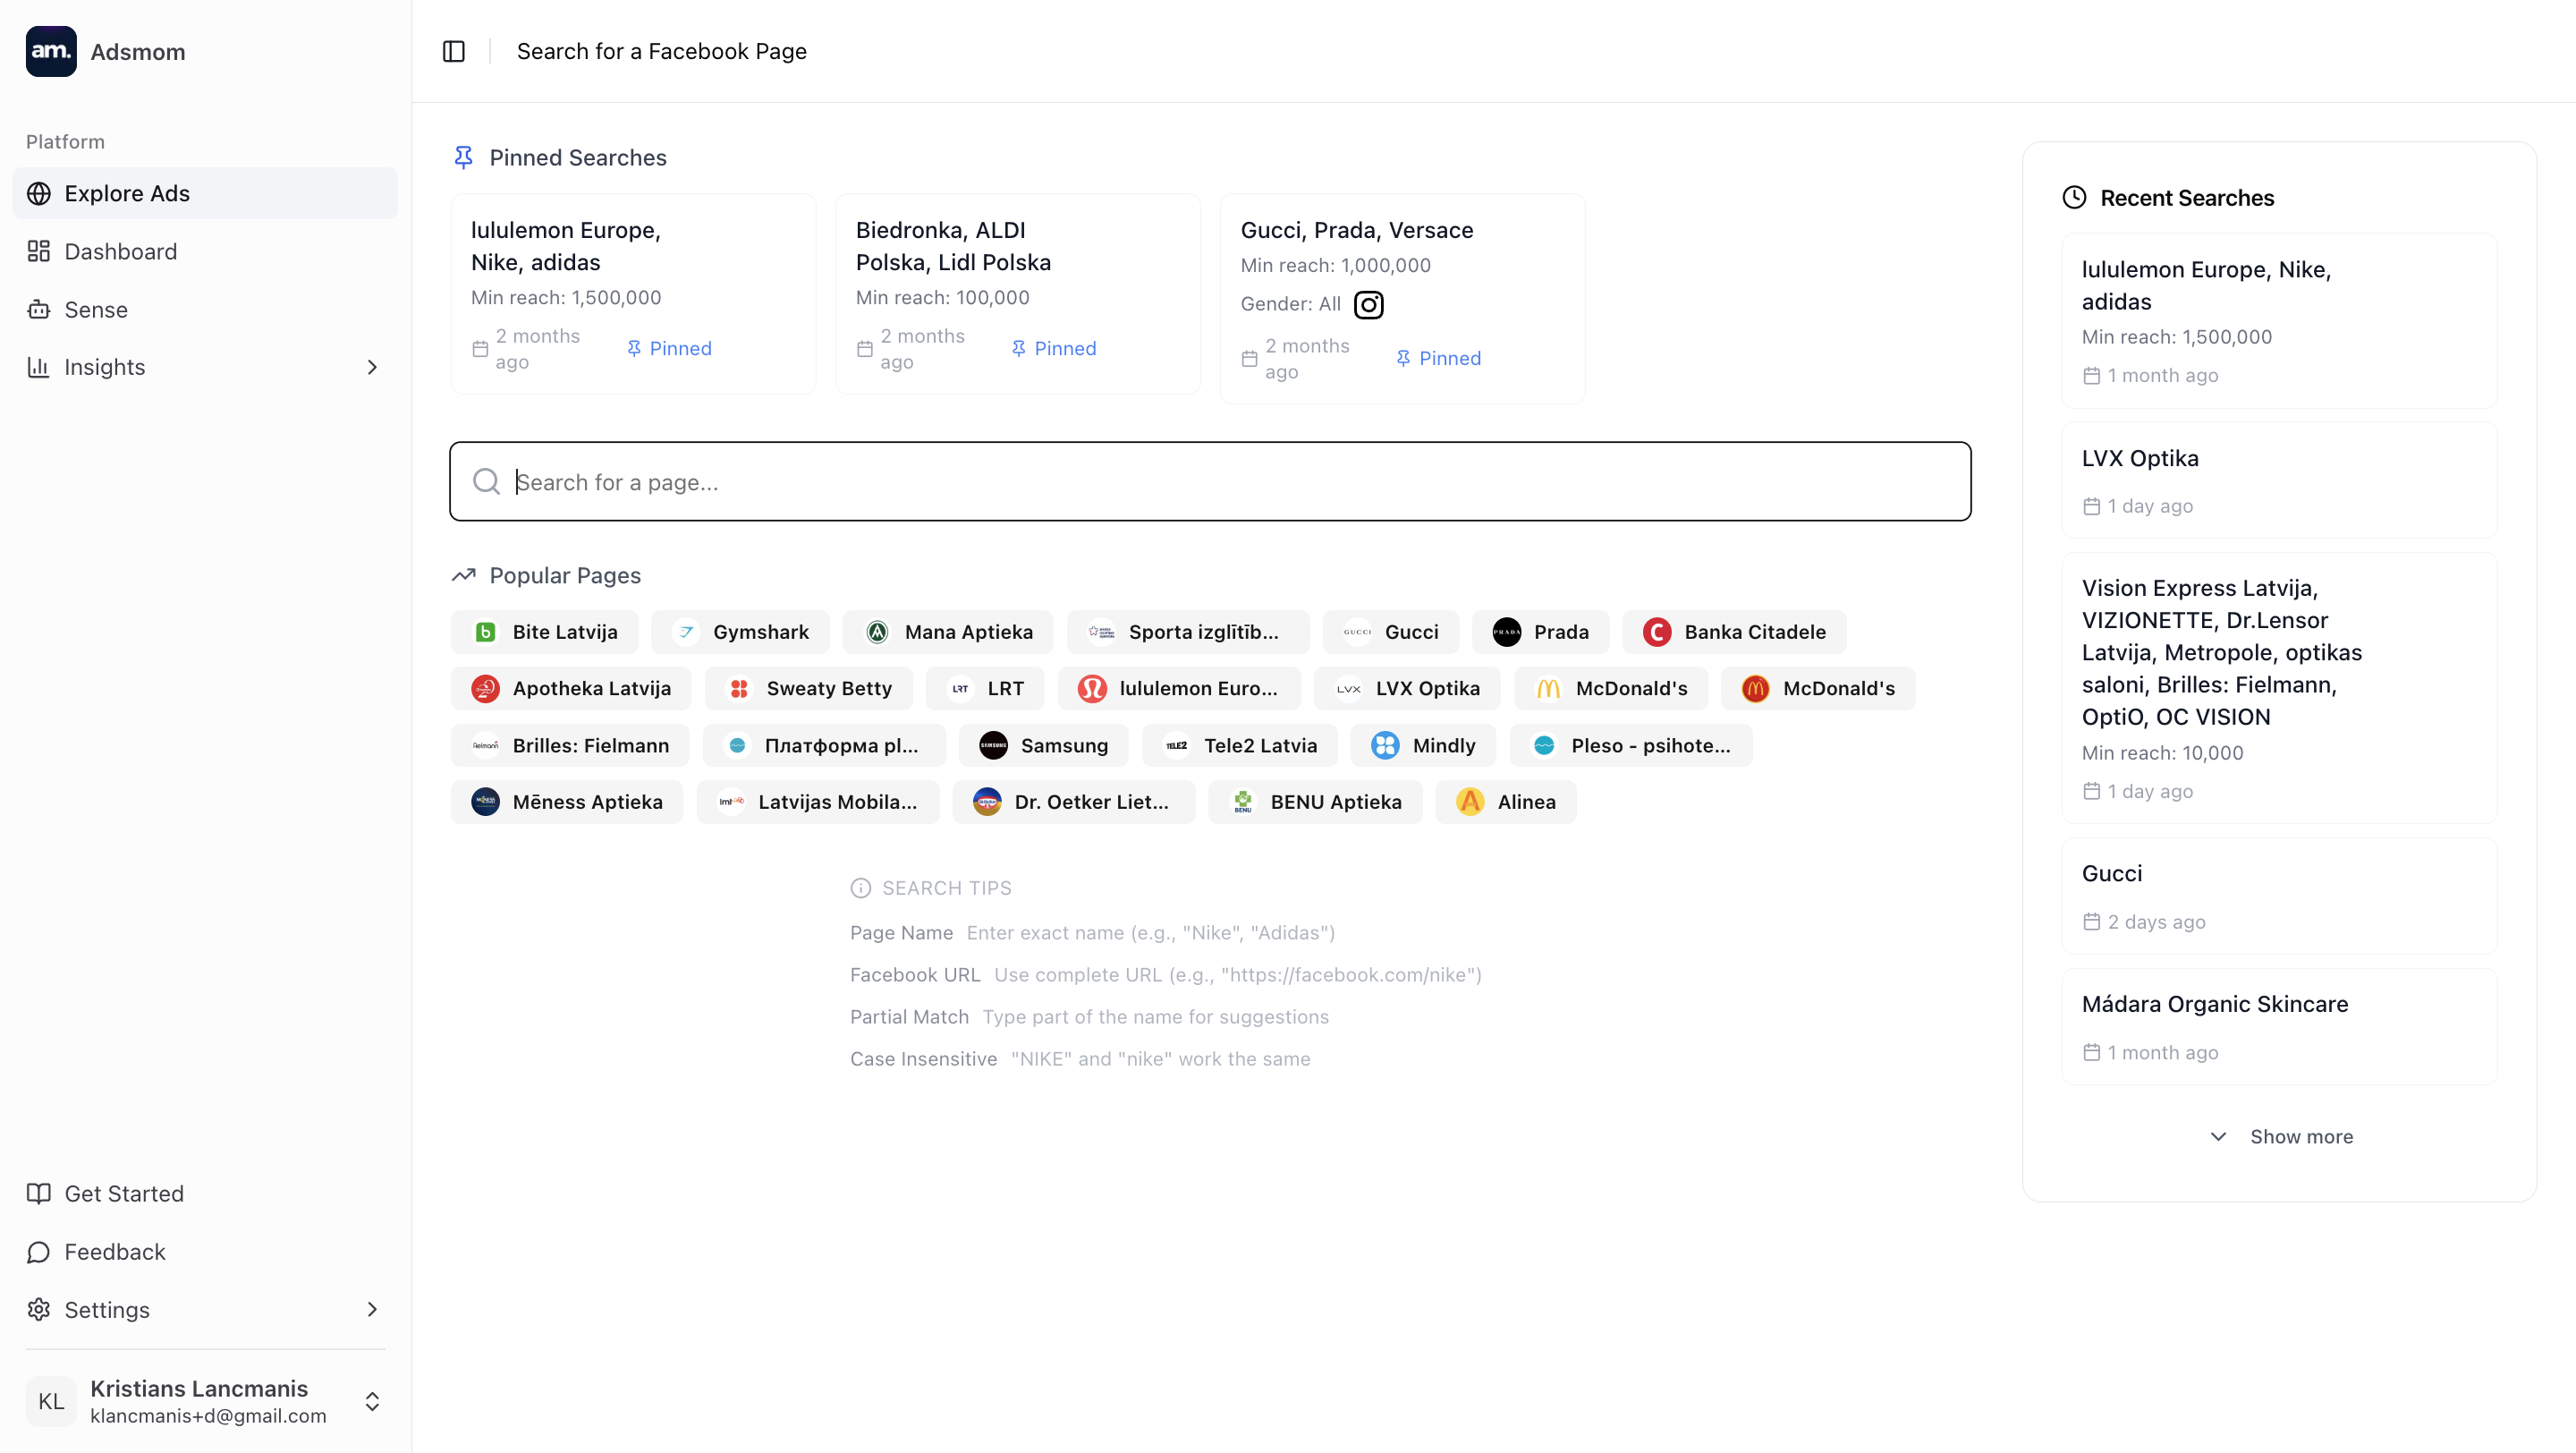 am.
Adsmom
Platform
Explore Ads
Dashboard
Sense
Insights
Get Started
Feedback
Settings
KL
Kristians Lancmanis
klancmanis+d@gmail.com
Search for a Facebook Page
Pinned Searches
lululemon Europe,
Nike, adidas
Min reach: 1,500,000
2 months
ago
Pinned
Biedronka, ALDI
Polska, Lidl Polska
Min reach: 100,000
2 months
ago
Pinned
Gucci, Prada, Versace
Min reach: 1,000,000
Gender: All
2 months
ago
Pinned
Search for a page...
Popular Pages
Bite Latvija
Gymshark
Mana Aptieka
Sporta izglītīb...
GUCCI
Gucci
PRADA
Prada
Banka Citadele
Apotheka Latvija
Sweaty Betty
LRT
LRT
lululemon Euro...
LVX
LVX Optika
McDonald's
McDonald's
fielmann
Brilles: Fielmann
Платформа pl...
SAMSUNG
Samsung
TELE2
Tele2 Latvia
Mindly
Pleso - psihote...
Mēness Aptieka
lmt
Latvijas Mobila...
Dr. Oetker Liet...
BENU
BENU Aptieka
Alinea
SEARCH TIPS
Page Name Enter exact name (e.g., "Nike", "Adidas")
Facebook URL Use complete URL (e.g., "https://facebook.com/nike")
Partial Match Type part of the name for suggestions
Case Insensitive "NIKE" and "nike" work the same
Recent Searches
lululemon Europe, Nike,
adidas
Min reach: 1,500,000
1 month ago
LVX Optika
1 day ago
Vision Express Latvija,
VIZIONETTE, Dr.Lensor
Latvija, Metropole, optikas
saloni, Brilles: Fielmann,
OptiO, OC VISION
Min reach: 10,000
1 day ago
Gucci
2 days ago
Mádara Organic Skincare
1 month ago
Show more